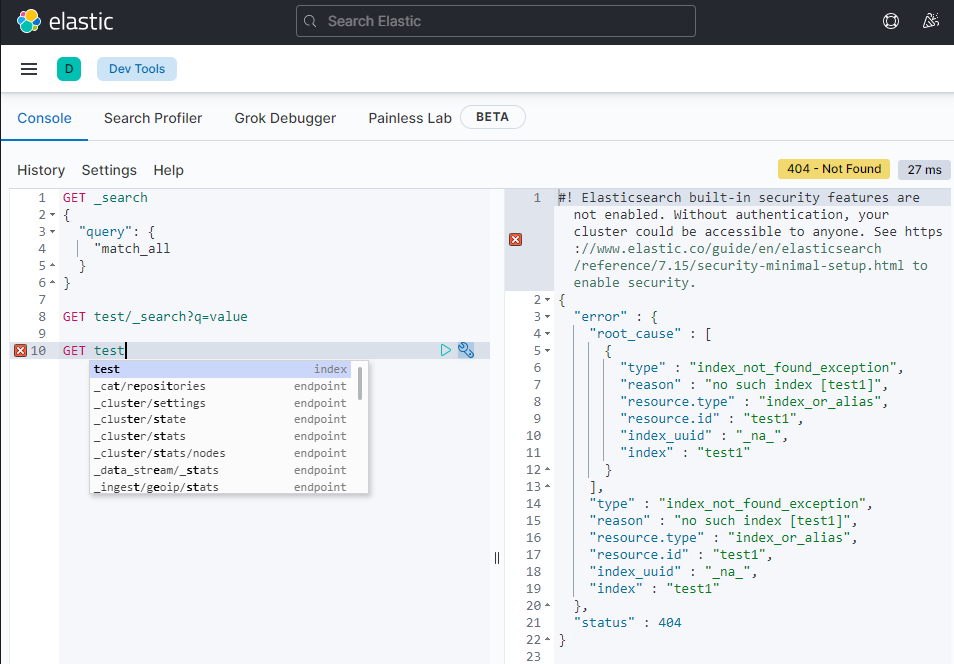 elastic
Search Elastic
D
Dev Tools
Console
Search Profiler
Grok Debugger
Painless Lab
BETA
History
Settings
Help
404 - Not Found
27 ms
1 GET _search
2 {
3 "query": {
4 "match_all
5 }
6 }
7
8 GET test/_search?q=value
9
10 GET test
test index
_cat/repositories endpoint
_cluster/settings endpoint
_cluster/state endpoint
_cluster/stats endpoint
_cluster/stats/nodes endpoint
_data_stream/_stats endpoint
_ingest/geoip/stats endpoint
1 #! Elasticsearch built-in security features are
not enabled. Without authentication, your
cluster could be accessible to anyone. See https
://www.elastic.co/guide/en/elasticsearch
/reference/7.15/security-minimal-setup.html to
enable security.
2 {
3 "error" : {
4 "root_cause" : [
5 {
6 "type" : "index_not_found_exception",
7 "reason" : "no such index [test1]",
8 "resource.type" : "index_or_alias",
9 "resource.id" : "test1",
10 "index_uuid" : "_na_",
11 "index" : "test1"
12 }
13 ],
14 "type" : "index_not_found_exception",
15 "reason" : "no such index [test1]",
16 "resource.type" : "index_or_alias",
17 "resource.id" : "test1",
18 "index_uuid" : "_na_",
19 "index" : "test1"
20 },
21 "status" : 404
22 }
23